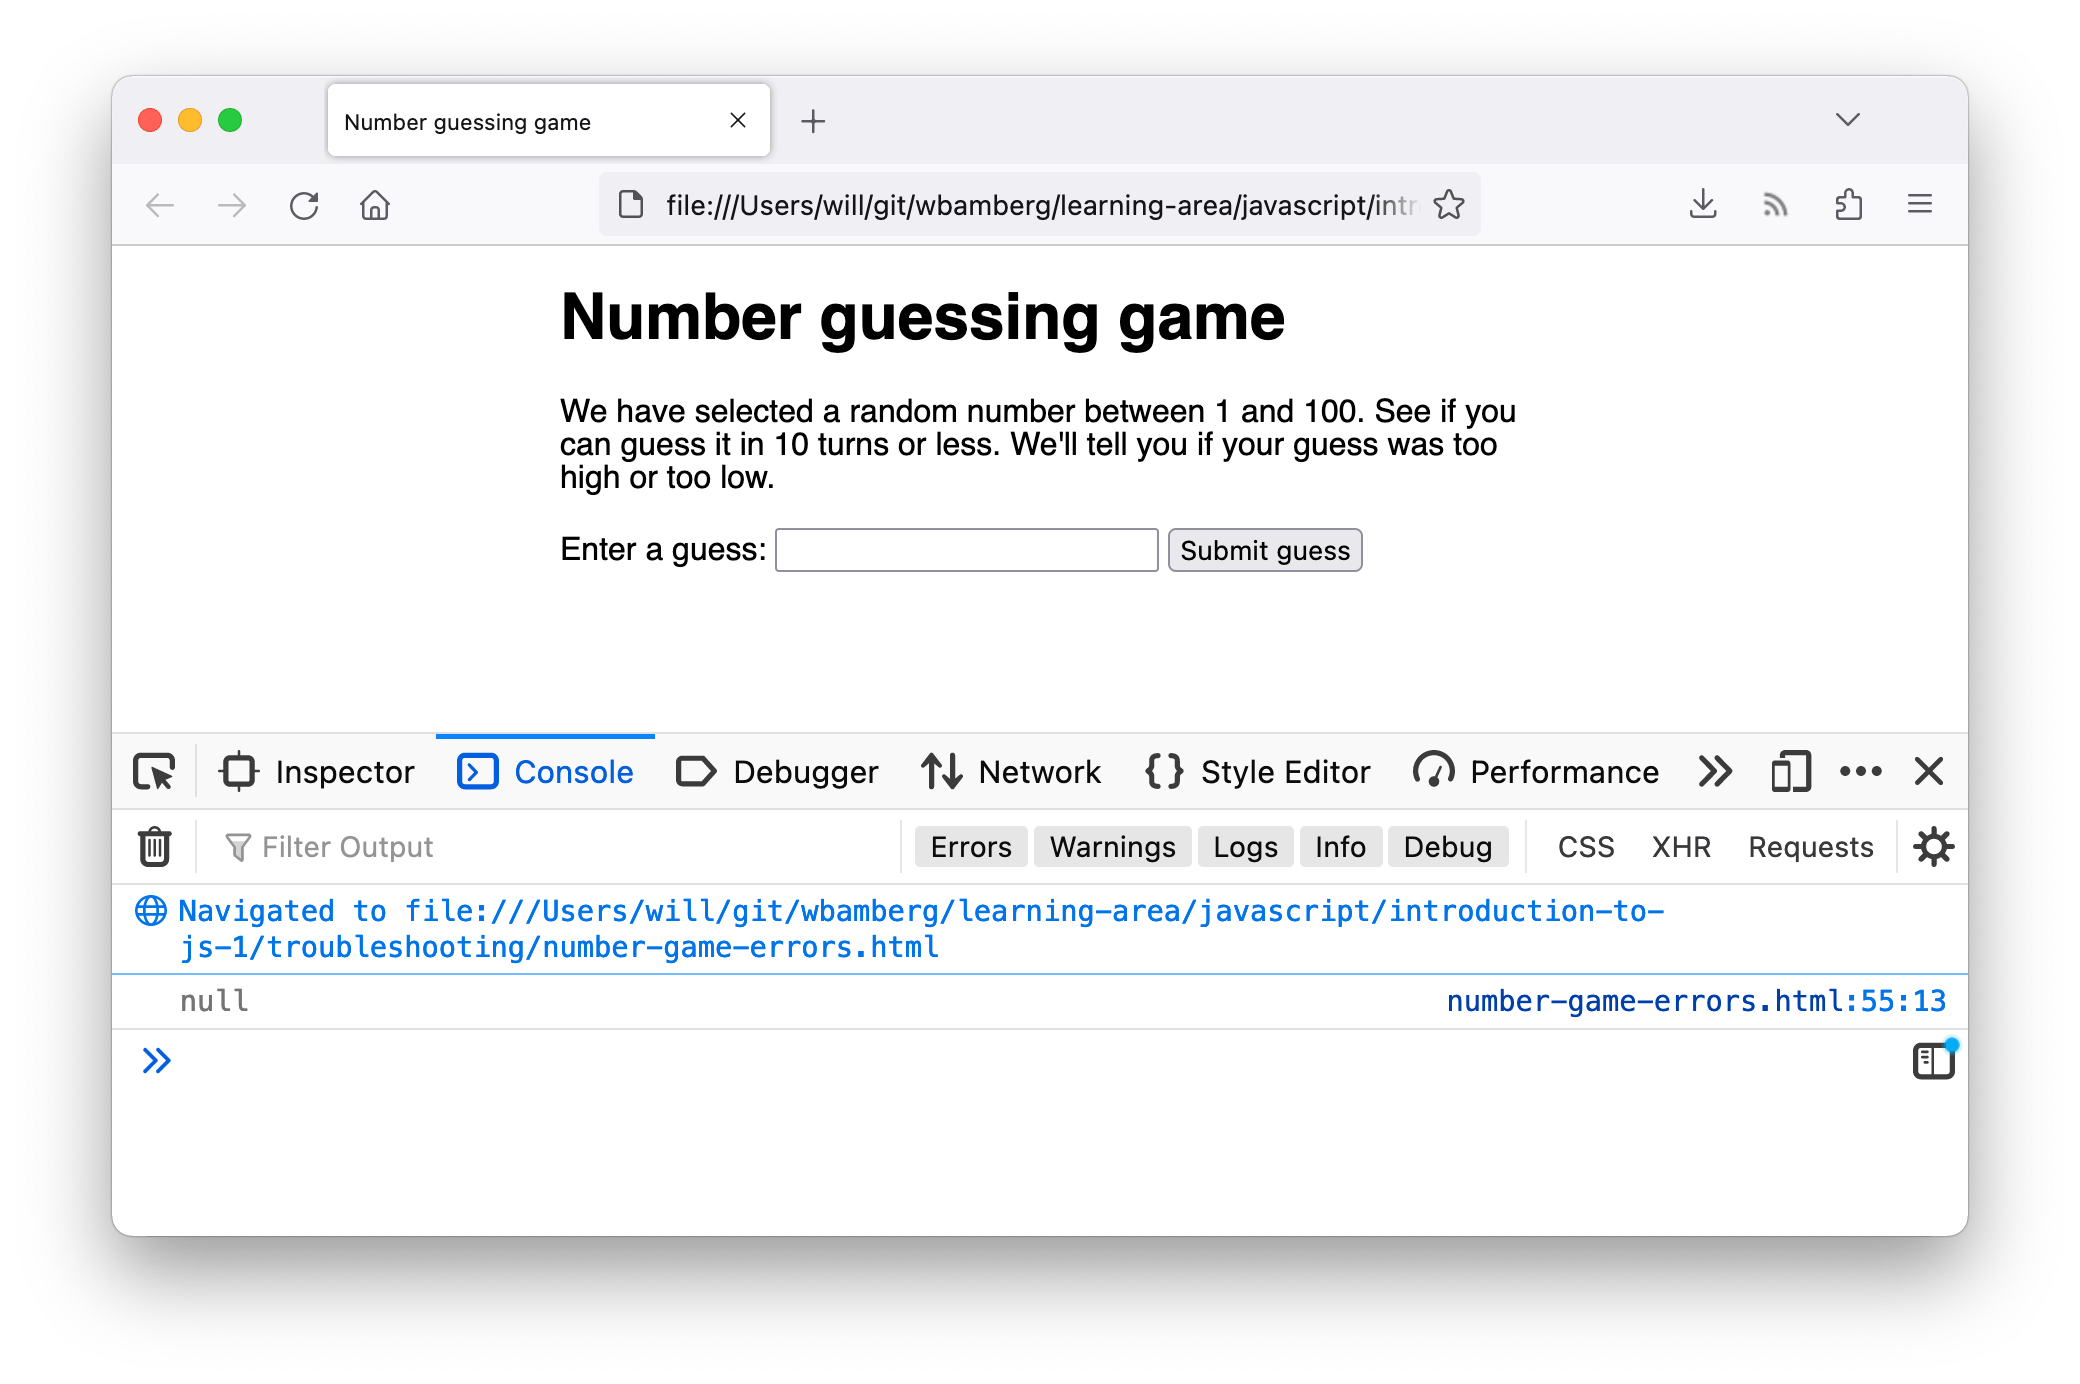 Number guessing game
file:///Users/will/git/wbamberg/learning-area/javascript/intr
Number guessing game
We have selected a random number between 1 and 100. See if you
can guess it in 10 turns or less. We'll tell you if your guess was too
high or too low.
Enter a guess: Submit guess
Inspector Console Debugger Network Style Editor Performance
Filter Output Errors Warnings Logs Info Debug CSS XHR Requests
Navigated to file:///Users/will/git/wbamberg/learning-area/javascript/introduction-to-
js-1/troubleshooting/number-game-errors.html
null number-game-errors.html:55:13